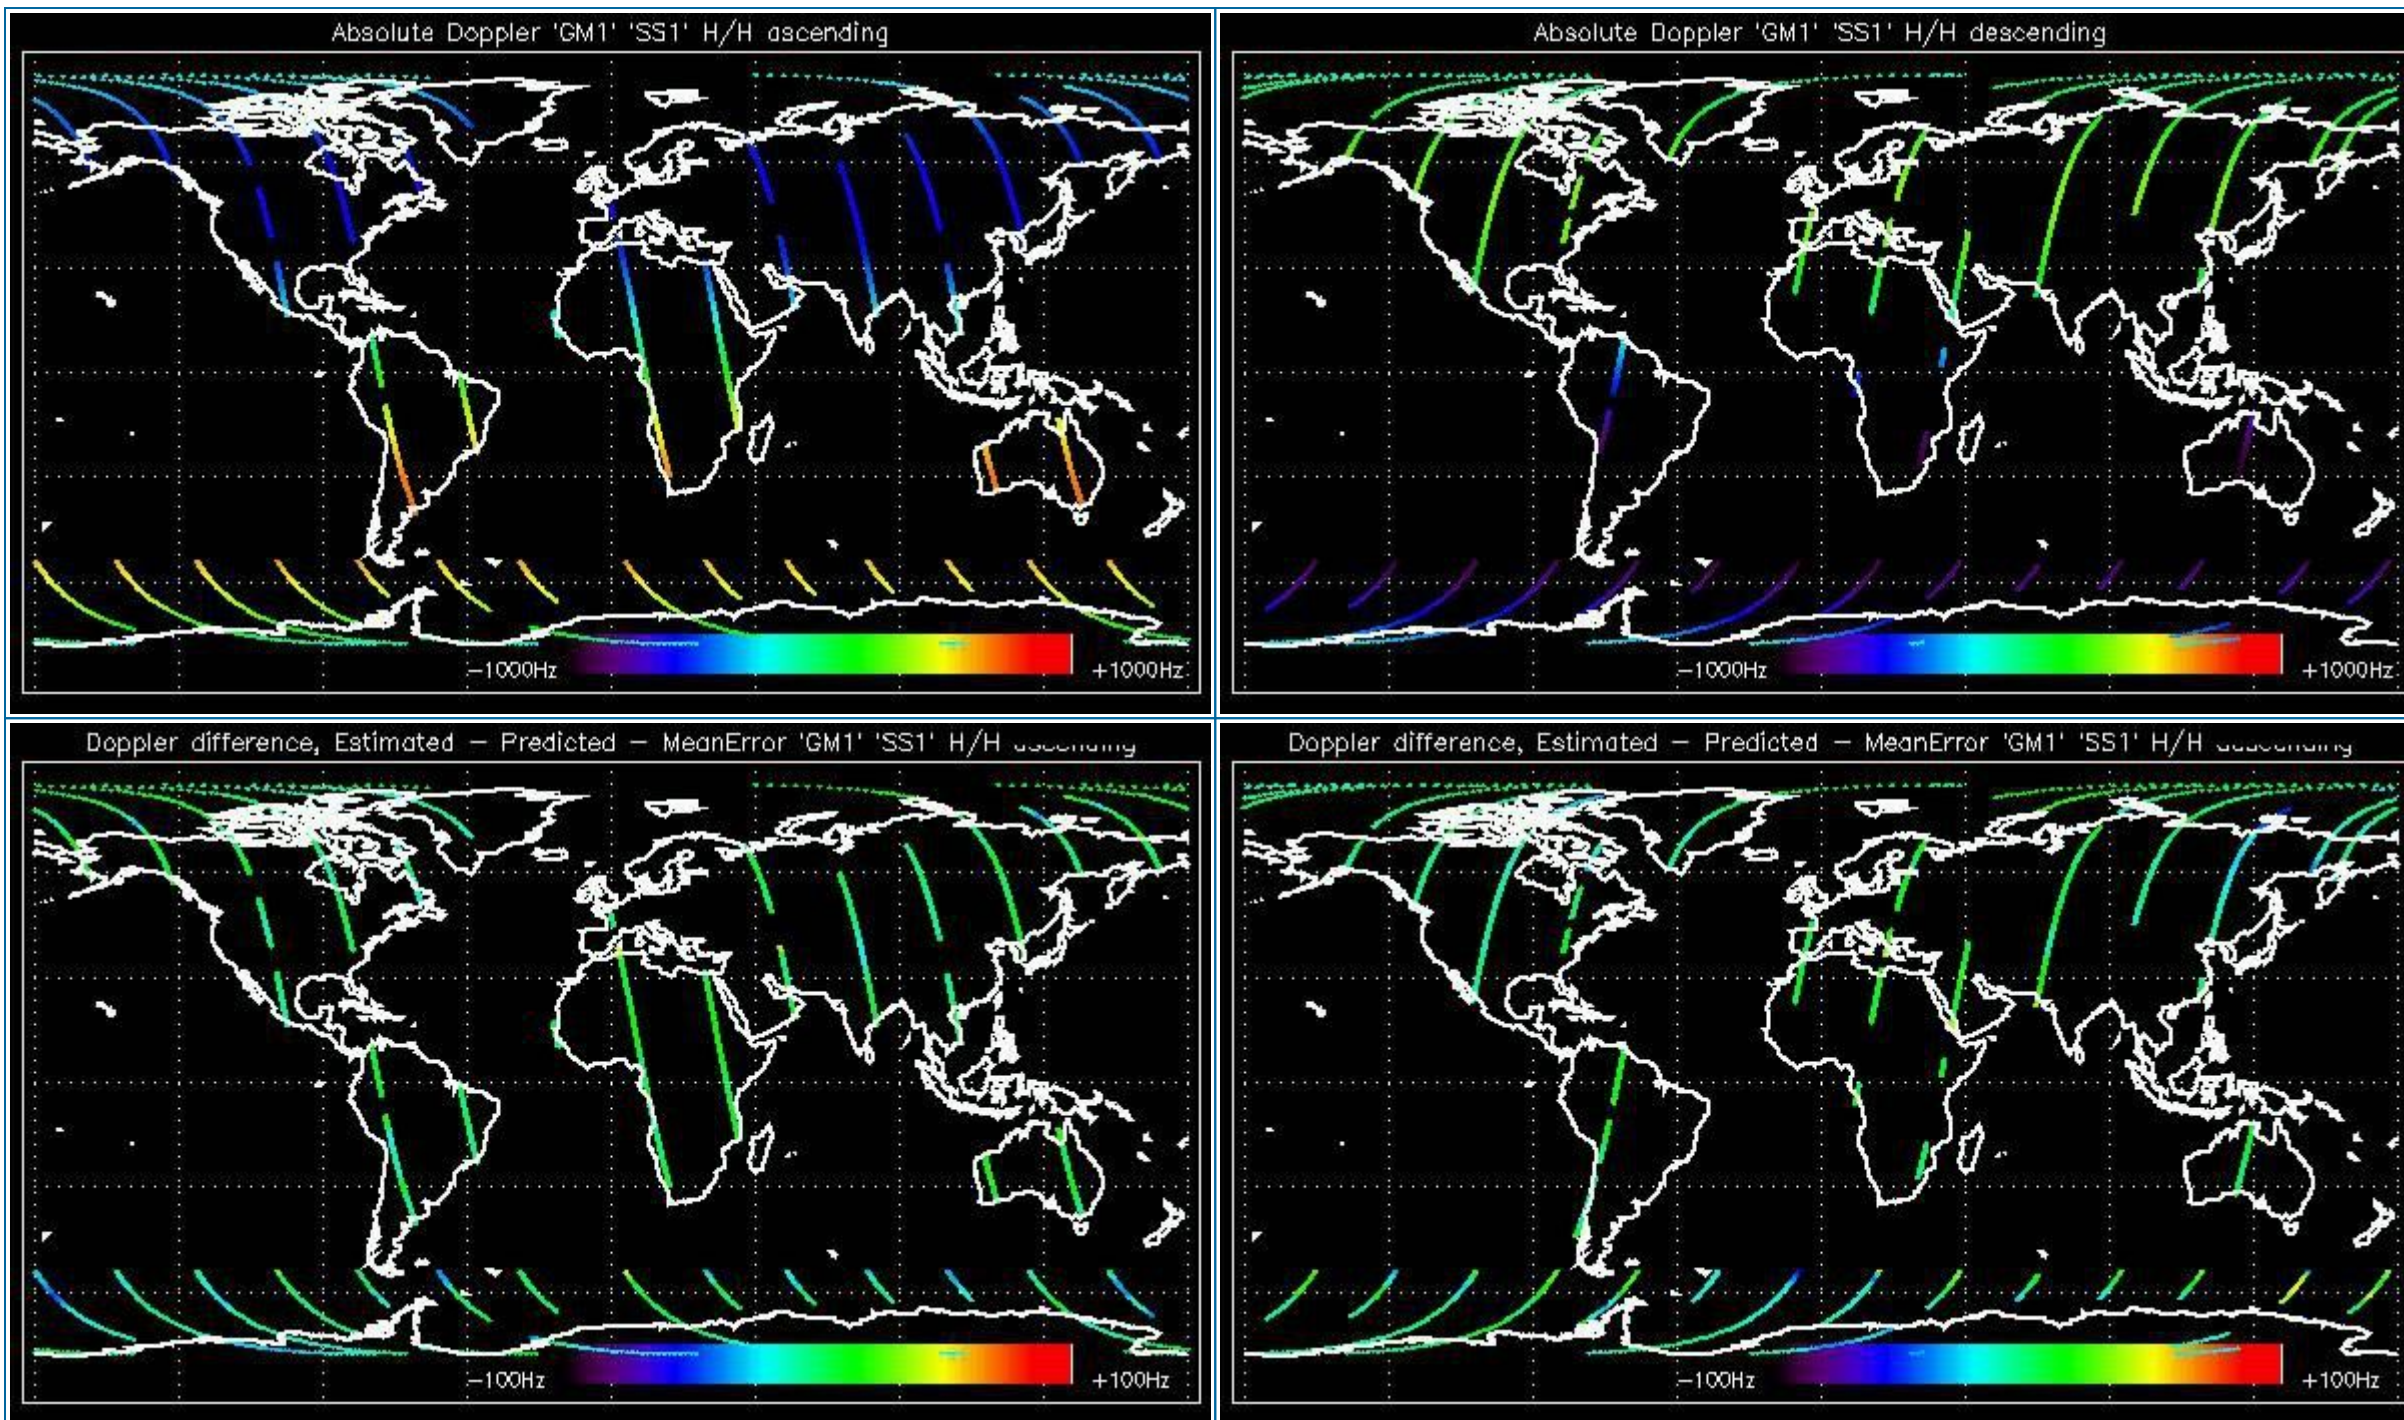 Absolute Doppler 'GM1' 'SS1' H/H ascending
-1000Hz +1000Hz
Absolute Doppler 'GM1' 'SS1' H/H descending
-1000Hz +1000Hz
Doppler difference, Estimated - Predicted - MeanError 'GM1' 'SS1' H/H ascending
-100Hz +100Hz
Doppler difference, Estimated - Predicted - MeanError 'GM1' 'SS1' H/H
-100Hz +100Hz